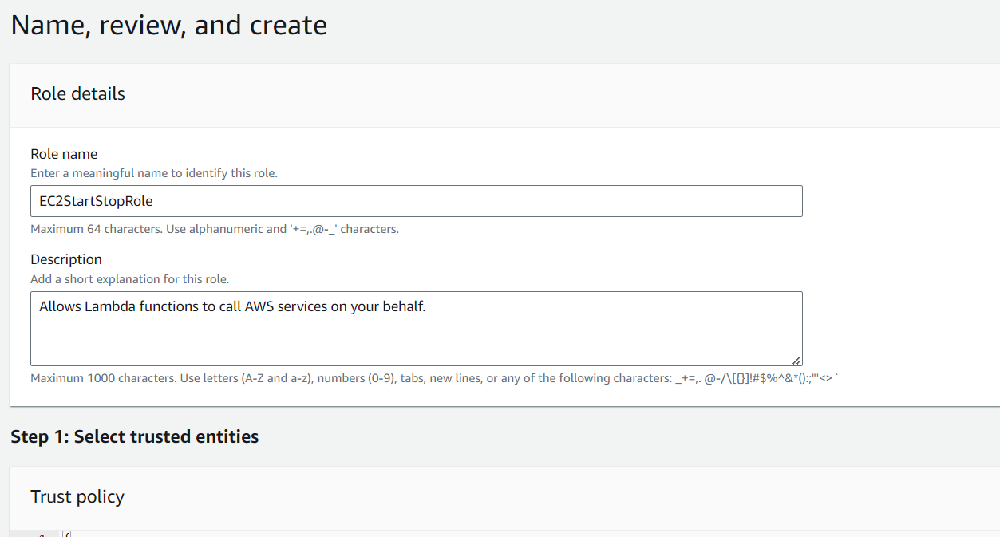 Name, review, and create
Role details
Role name
Enter a meaningful name to identify this role.
EC2StartStopRole
Maximum 64 characters. Use alphanumeric and '+=,.@-_' characters.
Description
Add a short explanation for this role.
Allows Lambda functions to call AWS services on your behalf.
Maximum 1000 characters. Use letters (A-Z and a-z), numbers (0-9), tabs, new lines, or any of the following characters: _+=,. @-/\[{}]!#$%^&*();:"'<>`
Step 1: Select trusted entities
Trust policy